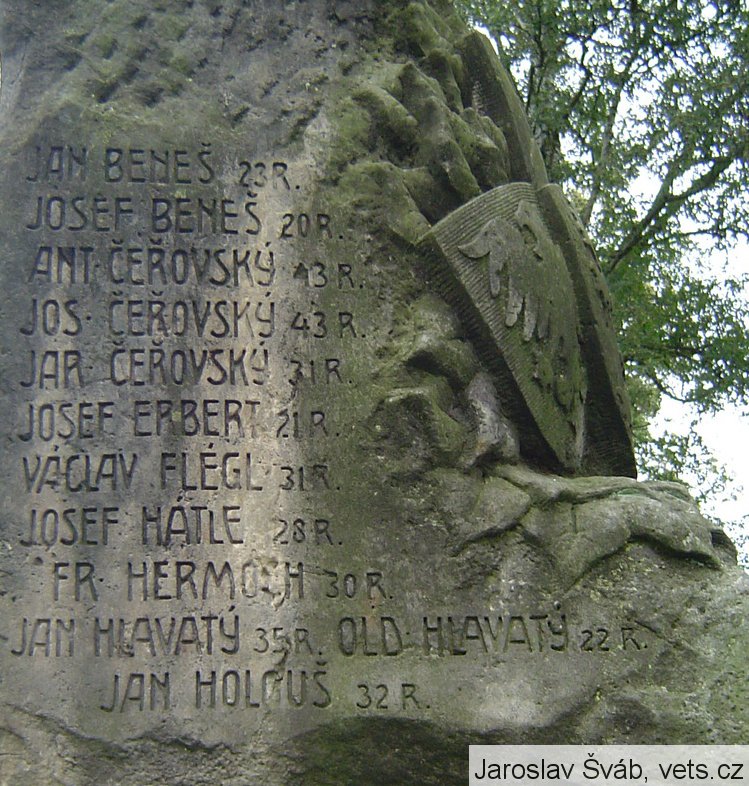 JAN BENEŠ 23 R.
JOSEF BENEŠ 20 R.
ANT. ČEŘOVSKÝ 43 R.
JOS. ČEŘOVSKÝ 43 R.
JAR. ČEŘOVSKÝ 31 R.
JOSEF ERBERT 21 R.
VÁCLAV FLÉGL 31 R.
JOSEF HÁTLE 28 R.
FR. HERMOCH 30 R.
JAN HLAVATÝ 35 R. OLD. HLAVATÝ 22 R.
JAN HOLGUŠ 32 R.
Jaroslav Šváb, vets.cz